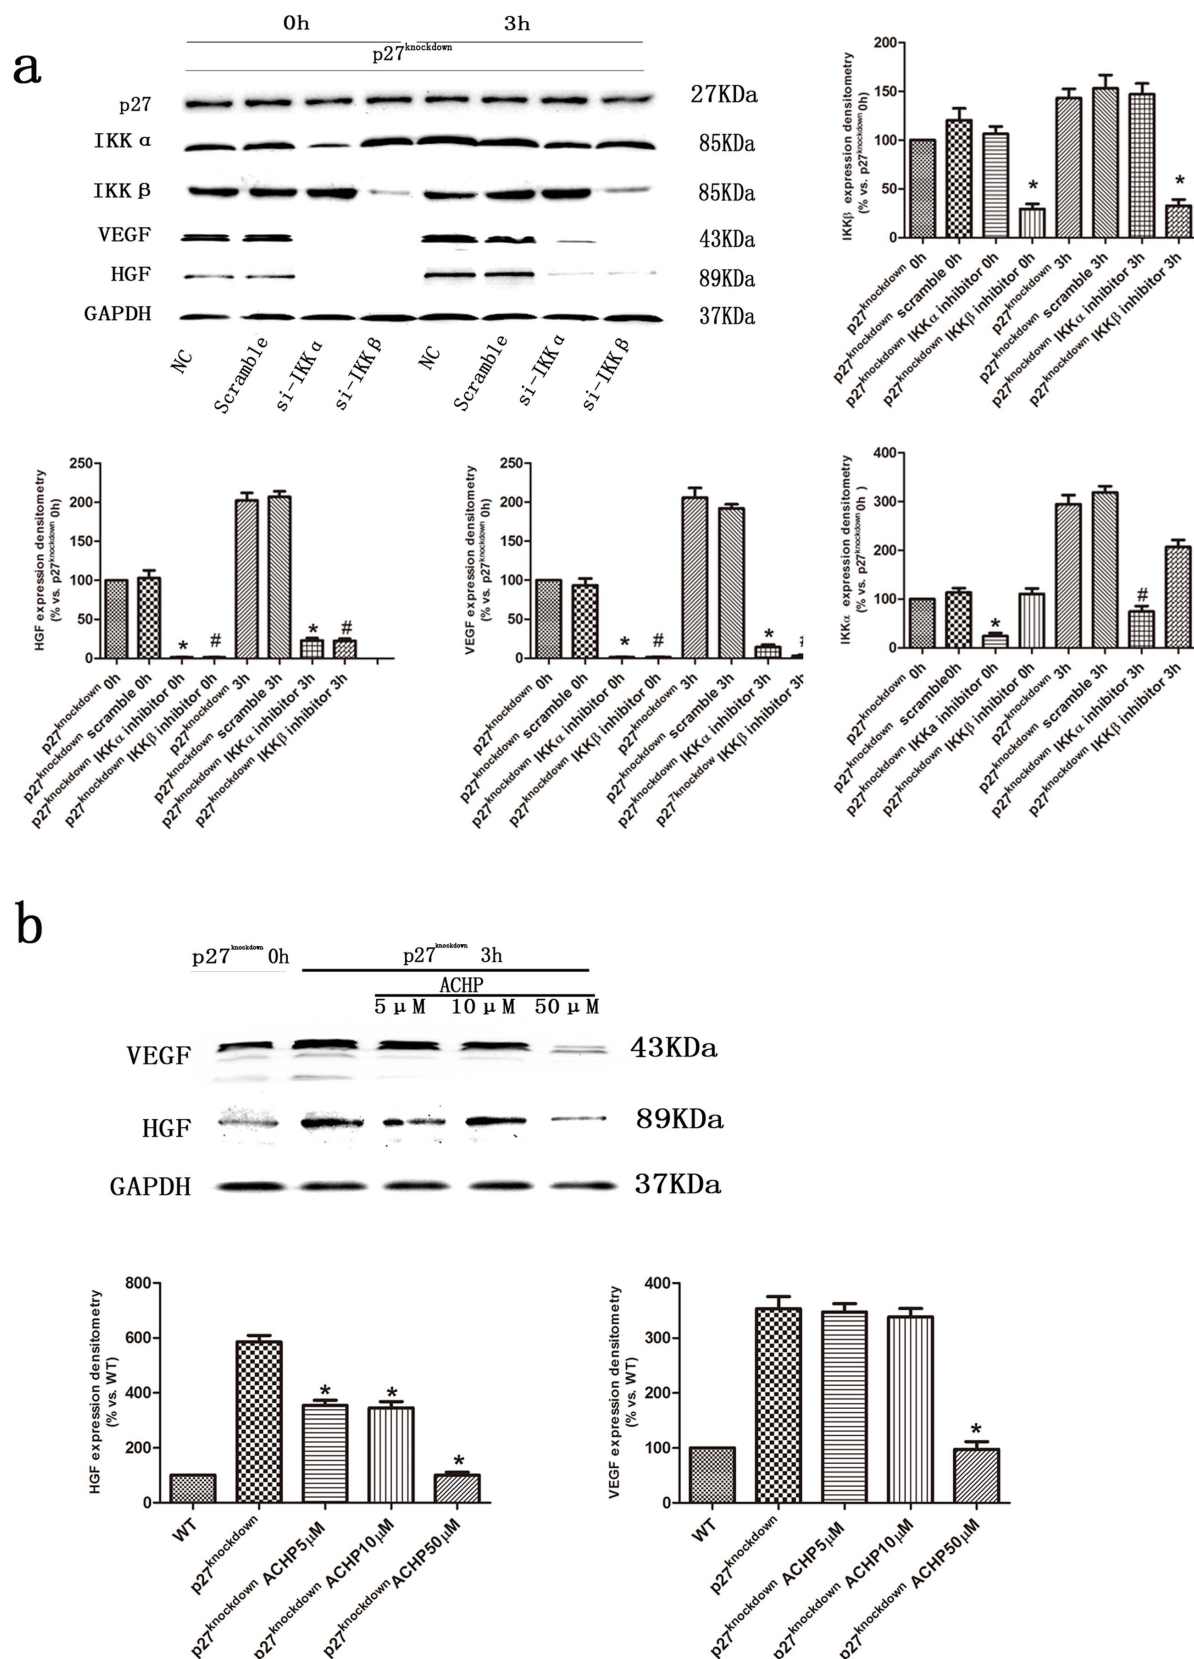 a
0h 3h
p27knockdown
p27 27KDa
IKK α 85KDa
IKK β 85KDa
VEGF 43KDa
HGF 89KDa
GAPDH 37KDa
NC Scramble si-IKK α si-IKK β NC Scramble si-IKK α si-IKK β
IKKβ expression densitometry
(% vs. p27knockdown 0h)
200
150
100
50
0
* *
p27knockdown 0h
p27knockdown scramble 0h
p27knockdown IKKα inhibitor 0h
p27knockdown IKKβ inhibitor 0h
p27knockdown 3h
p27knockdown scramble 3h
p27knockdown IKKα inhibitor 3h
p27knockdown IKKβ inhibitor 3h
HGF expression densitometry
(% vs. p27knockdown 0h)
250
200
150
100
50
0
* # * #
p27knockdown 0h
p27knockdown scramble 0h
p27knockdown IKKα inhibitor 0h
p27knockdown IKKβ inhibitor 0h
p27knockdown 3h
p27knockdown scramble 3h
p27knockdown IKKα inhibitor 3h
p27knockdown IKKβ inhibitor 3h
VEGF expression densitometry
(% vs. p27knockdown 0h)
250
200
150
100
50
0
* # *
p27knockdown 0h
p27knockdown scramble 0h
p27knockdown IKKα inhibitor 0h
p27knockdown IKKβ inhibitor 0h
p27knockdown 3h
p27knockdown scramble 3h
p27knockdown IKKα inhibitor 3h
p27knockdow IKKβ inhibitor 3h
IKKα expression densitometry
(% vs. p27knockdown 0h )
400
300
200
100
0
* #
p27knockdown 0h
p27knockdown scramble0h
p27knockdown IKKa inhibitor 0h
p27knockdown IKKβ inhibitor 0h
p27knockdown 3h
p27knockdown scramble 3h
p27knockdown IKKα inhibitor 3h
p27knockdown IKKβ inhibitor 3h
b
p27knockdown 0h p27knockdown 3h
ACHP
5 μM 10 μM 50 μM
VEGF 43KDa
HGF 89KDa
GAPDH 37KDa
HGF expression densitometry
(% vs. WT)
800
600
400
200
0
* * *
WT
p27knockdown
p27knockdown ACHP5μM
p27knockdown ACHP10μM
p27knockdown ACHP50μM
VEGF expression densitometry
(% vs. WT)
400
300
200
100
0
*
WT
p27knockdown
p27knockdown ACHP5μM
p27knockdown ACHP10μM
p27knockdown ACHP50μM